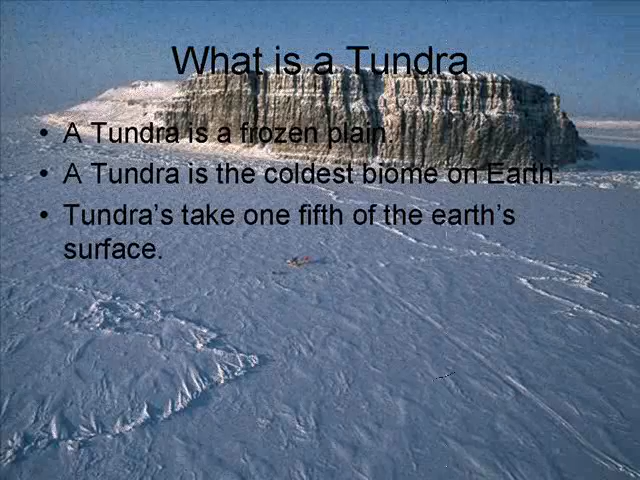 What is a Tundra
• A Tundra is a frozen plain.
• A Tundra is the coldest biome on Earth.
• Tundra's take one fifth of the earth's
surface.